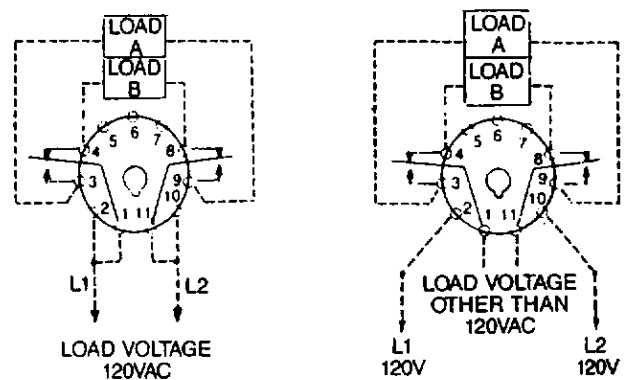 LOAD
A
LOAD
B
5
6
7
4
8
3
9
2
1
11
10
L1
L2
LOAD VOLTAGE
120VAC
LOAD
A
LOAD
B
5
6
7
4
8
3
9
2
1
11
10
LOAD VOLTAGE
OTHER THAN
120VAC
L1
120V
L2
120V